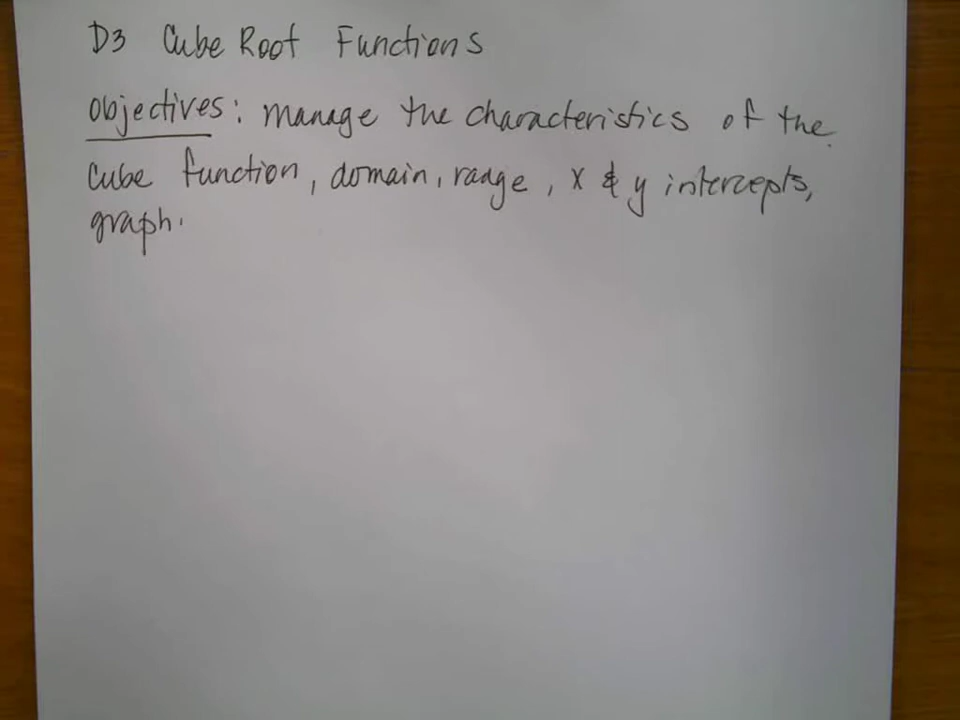 D3 Cube Root Functions
Objectives: manage the characteristics of the
cube function, domain, range, x & y intercepts,
graph.